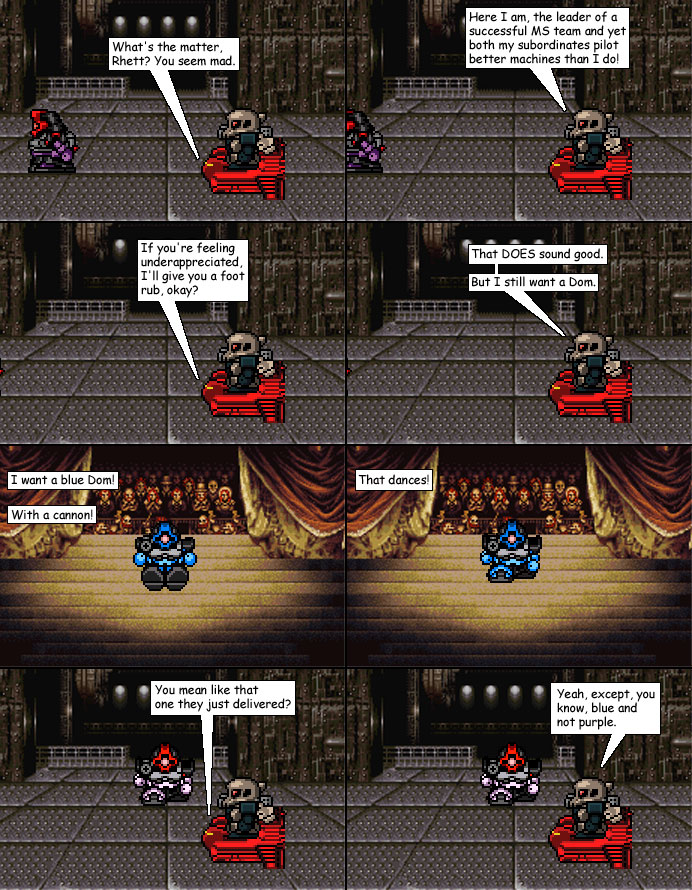 What's the matter,
Rhett? You seem mad.
Here I am, the leader of a
successful MS team and yet
both my subordinates pilot
better machines than I do!
If you're feeling
underappreciated,
I'll give you a foot
rub, okay?
That DOES sound good.
But I still want a Dom.
I want a blue Dom!
With a cannon!
That dances!
You mean like that
one they just delivered?
Yeah, except, you
know, blue and
not purple.